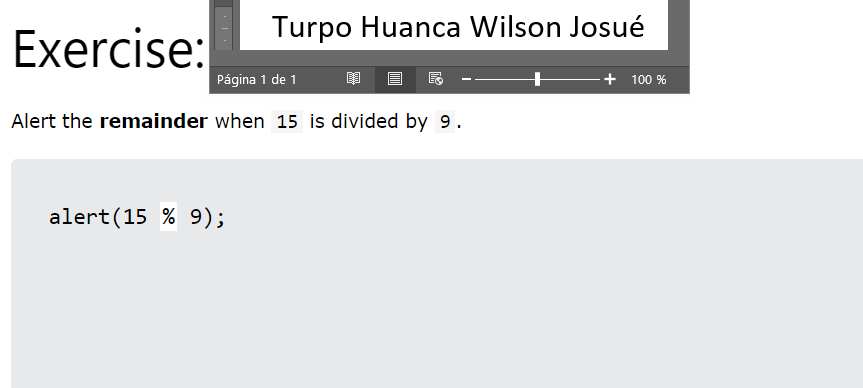 Turpo Huanca Wilson Josué
Exercise:
Página 1 de 1 100 %
Alert the remainder when 15 is divided by 9.
alert(15 % 9);